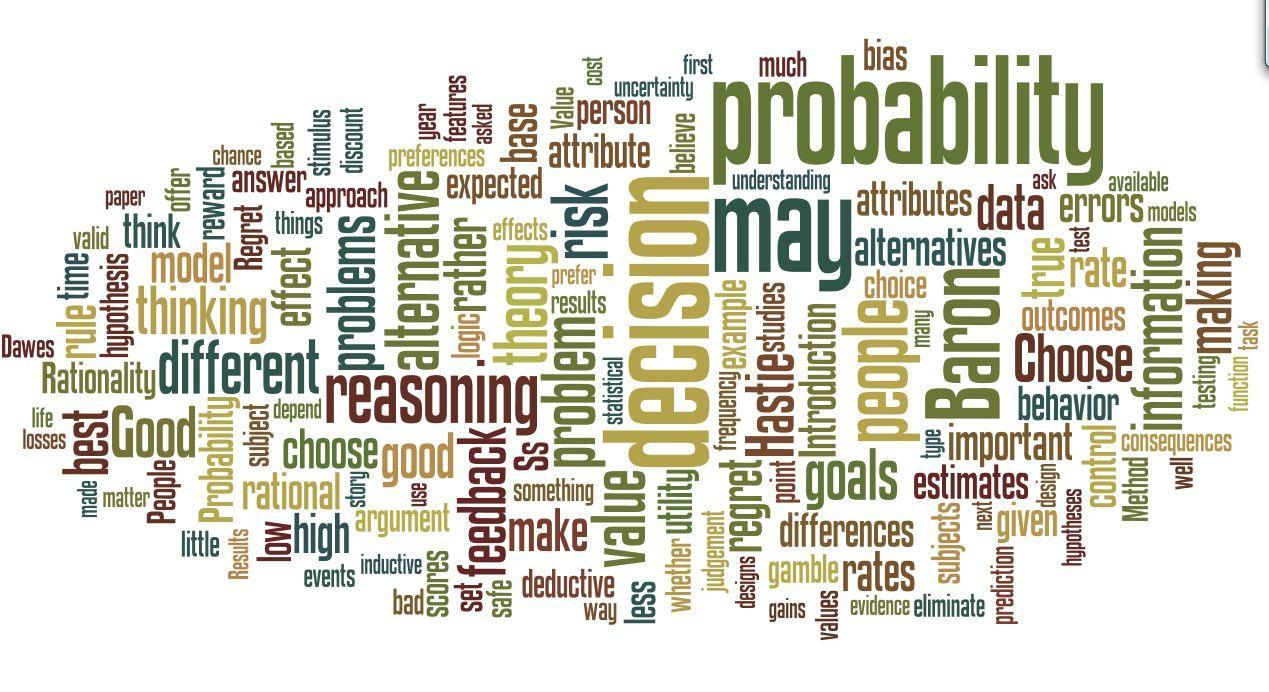 probability
decision
may
bias
much
first
cost
uncertainty
Value
person
believe
base
attribute
year
features
asked
preferences
expected
stimulus
discount
based
chance
answer
approach
reward
offer
paper
understanding
attributes
data
ask
available
errors
models
alternatives
test
true
rate
risk
effects
theory
prefer
results
alternative
rather
logic
problems
things
Regret
effect
think
valid
time
hypothesis
model
thinking
rule
Dawes
Rationality
different
reasoning
problem
statistical
example
studies
Hastie
frequency
Introduction
choice
people
many
Baron
outcomes
Choose
behavior
information
making
task
testing
function
life
losses
best
Good
Probability
subject
depend
choose
good
feedback
Ss
something
value
utility
regret
point
goals
type
important
estimates
design
control
consequences
Method
well
made
matter
People
rational
story
use
argument
make
little
Results
low
high
events
inductive
bad
scores
set
safe
deductive
way
less
whether
judgement
designs
differences
gamble
rates
gains
values
evidence
eliminate
subjects
next
given
prediction
hypotheses